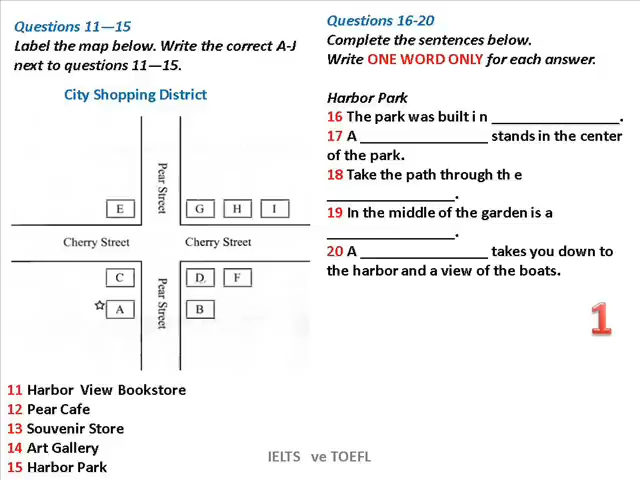 Questions 11—15
Label the map below. Write the correct A-J
next to questions 11—15.
City Shopping District
Pear Street
E
G
H
I
Cherry Street
Cherry Street
C
D
F
A
B
Pear Street
11 Harbor View Bookstore
12 Pear Cafe
13 Souvenir Store
14 Art Gallery
15 Harbor Park
Questions 16-20
Complete the sentences below.
Write ONE WORD ONLY for each answer.
Harbor Park
16 The park was built i n _________________.
17 A _________________ stands in the center
of the park.
18 Take the path through th e
_________________.
19 In the middle of the garden is a
_________________.
20 A _________________ takes you down to
the harbor and a view of the boats.
1
IELTS ve TOEFL